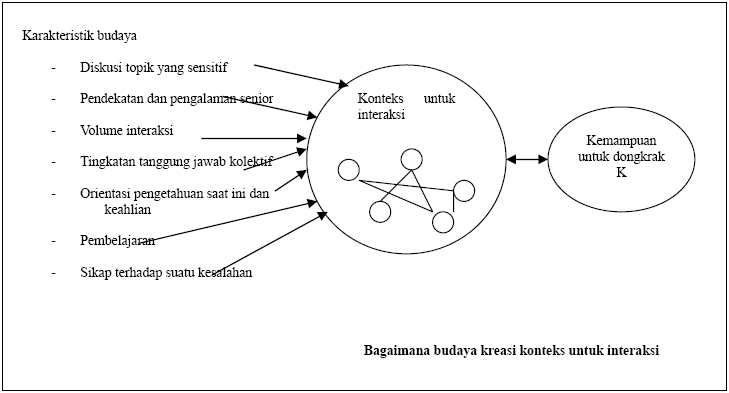 Karakteristik budaya
- Diskusi topik yang sensitif
- Pendekatan dan pengalaman senior
- Volume interaksi
- Tingkatan tanggung jawab kolektif
- Orientasi pengetahuan saat ini dan
keahlian
- Pembelajaran
- Sikap terhadap suatu kesalahan
Konteks untuk
interaksi
Kemampuan
untuk dongkrak
K
Bagaimana budaya kreasi konteks untuk interaksi